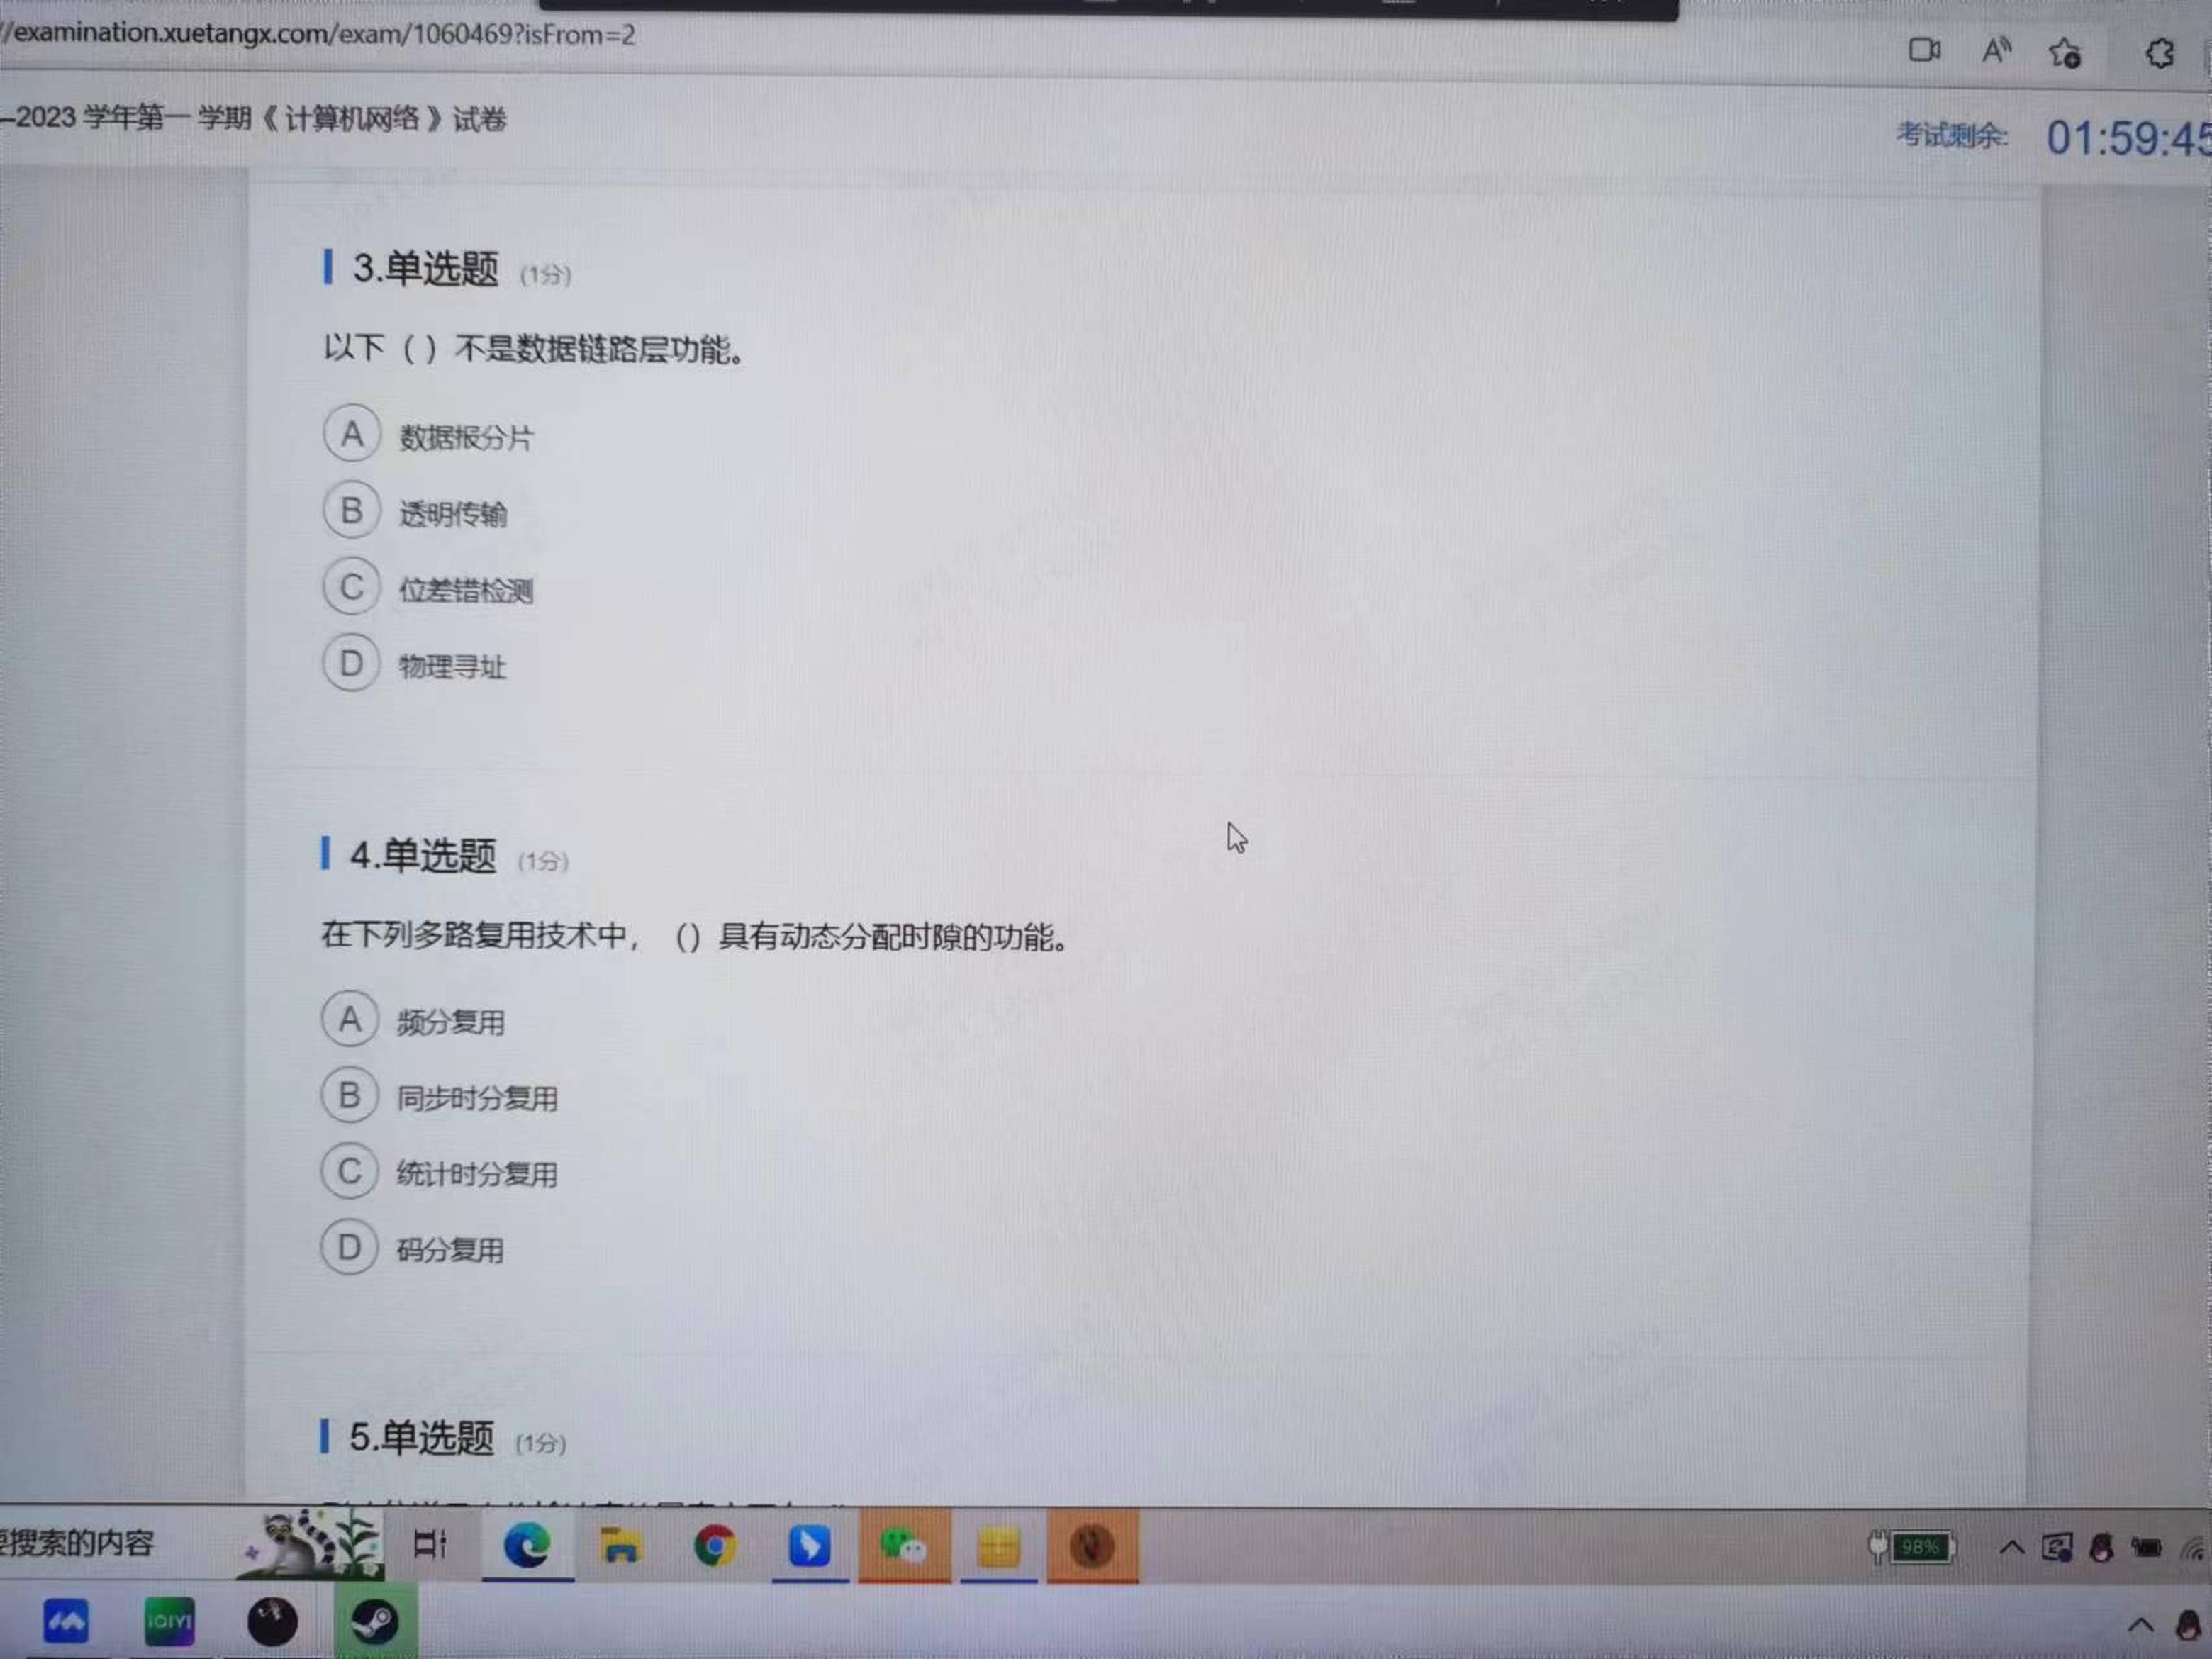 //examination.xuetangx.com/exam/1060469?isFrom=2
–2023 学年第一 学期《 计算机网络 》试卷
考试剩余: 01:59:45
3.单选题 (1分)
以下（ ）不是数据链路层功能。
A 数据报分片
B 透明传输
C 位差错检测
D 物理寻址
4.单选题 (1分)
在下列多路复用技术中，（）具有动态分配时隙的功能。
A 频分复用
B 同步时分复用
C 统计时分复用
D 码分复用
5.单选题 (1分)
要搜索的内容
98%
iQIYI